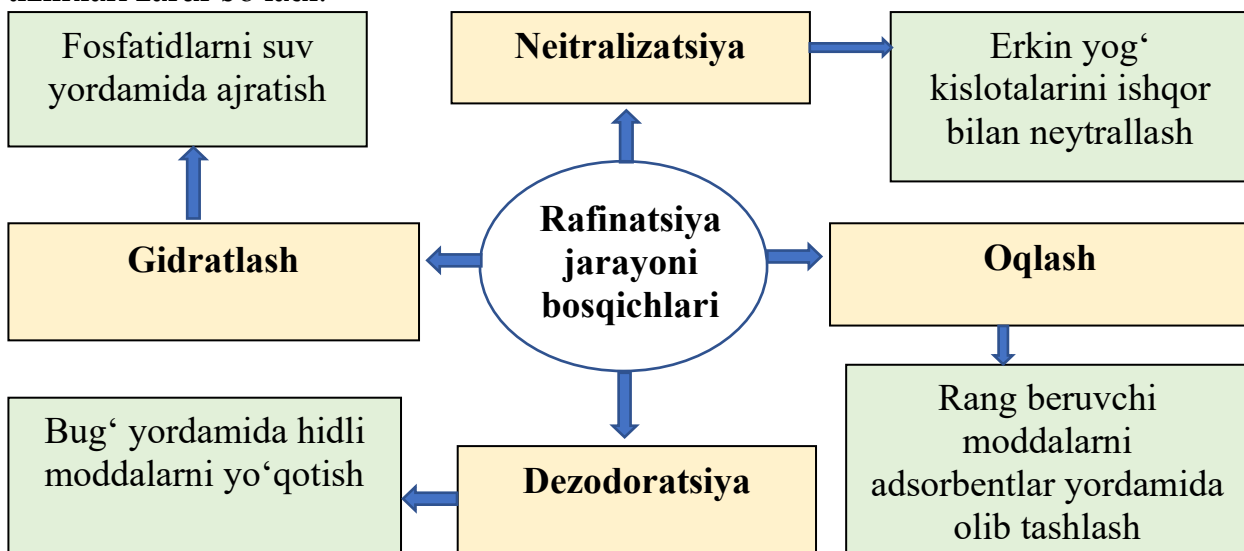 Fosfatidlarni suv
yordamida ajratish
Neitralizatsiya
Erkin yog‘
kislotalarini ishqor
bilan neytrallash
Gidratlash
Rafinatsiya
jarayoni
bosqichlari
Oqlash
Bug‘ yordamida hidli
moddalarni yo‘qotish
Dezodoratsiya
Rang beruvchi
moddalarni
adsorbentlar yordamida
olib tashlash